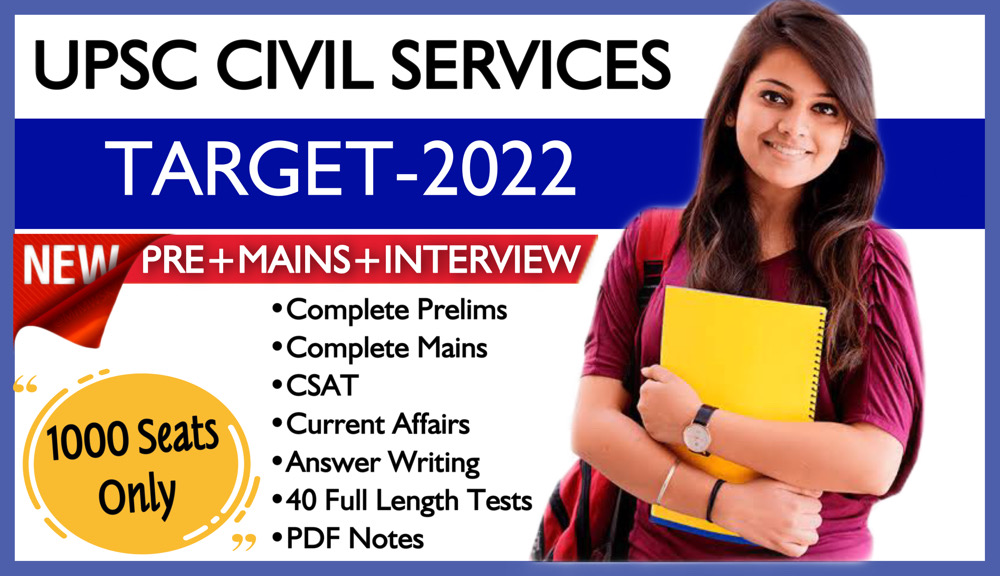 UPSC CIVIL SERVICES
TARGET-2022
NEW
PRE+MAINS+INTERVIEW
•Complete Prelims
•Complete Mains
•CSAT
•Current Affairs
•Answer Writing
•40 Full Length Tests
•PDF Notes
“
1000 Seats
Only
”